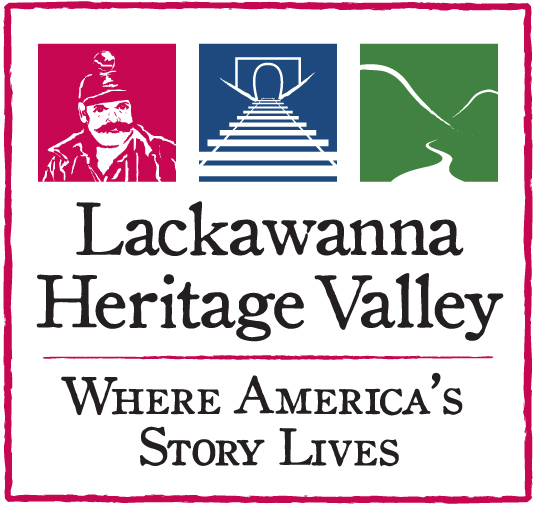 Lackawanna
Heritage Valley
Where America's
Story Lives